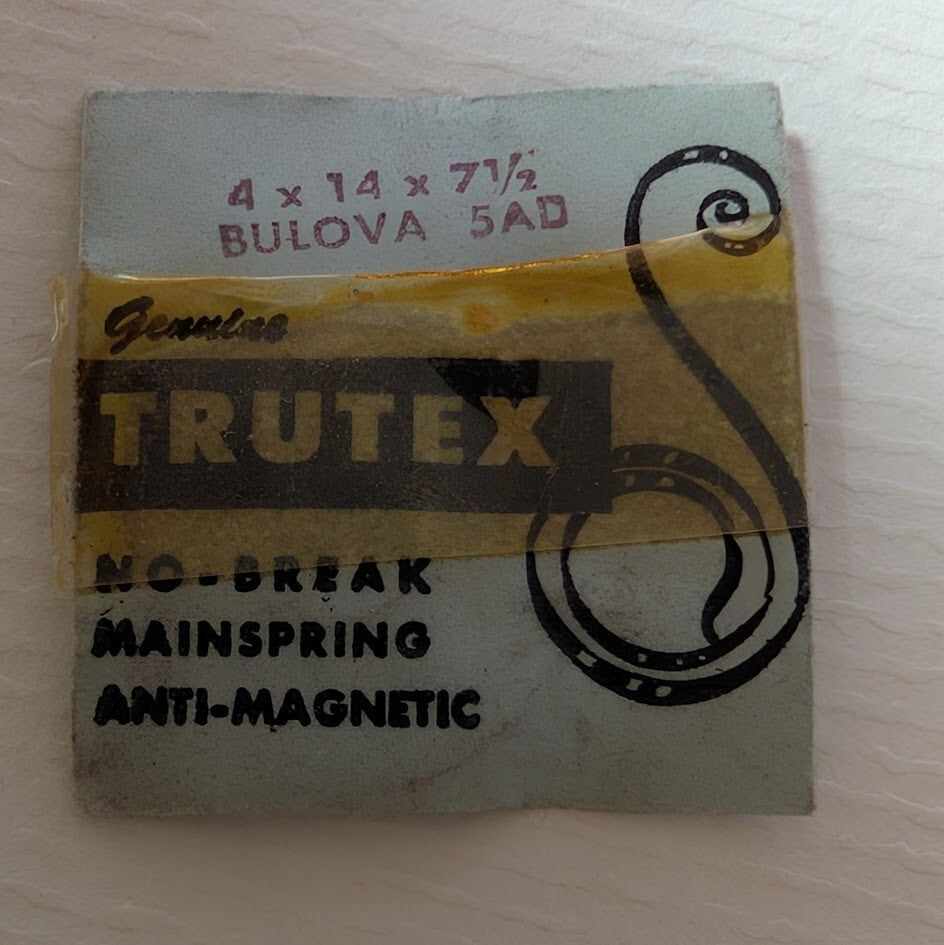 4 x 14 x 7½
BULOVA 5AD
Genuine
TRUTEX
NO-BREAK
MAINSPRING
ANTI-MAGNETIC